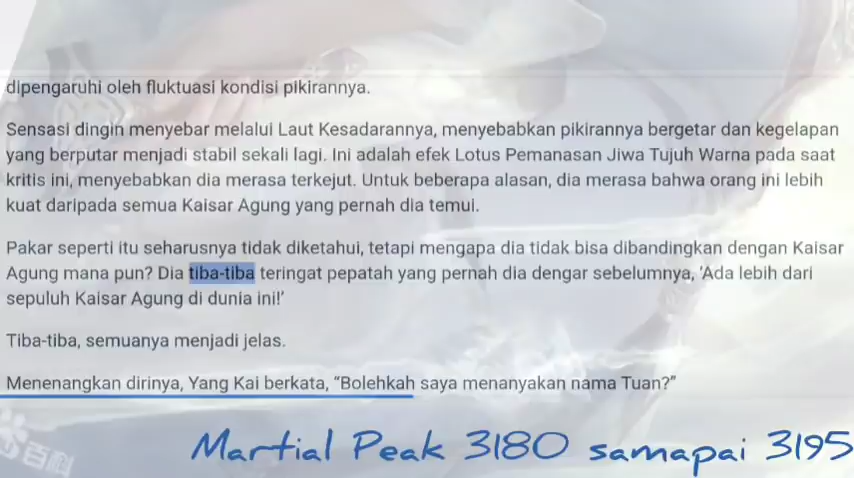 dipengaruhi oleh fluktuasi kondisi pikirannya.
Sensasi dingin menyebar melalui Laut Kesadarannya, menyebabkan pikirannya bergetar dan kegelapan
yang berputar menjadi stabil sekali lagi. Ini adalah efek Lotus Pemanasan Jiwa Tujuh Warna pada saat
kritis ini, menyebabkan dia merasa terkejut. Untuk beberapa alasan, dia merasa bahwa orang ini lebih
kuat daripada semua Kaisar Agung yang pernah dia temui.
Pakar seperti itu seharusnya tidak diketahui, tetapi mengapa dia tidak bisa dibandingkan dengan Kaisar
Agung mana pun? Dia tiba-tiba teringat pepatah yang pernah dia dengar sebelumnya, ‘Ada lebih dari
sepuluh Kaisar Agung di dunia ini!’
Tiba-tiba, semuanya menjadi jelas.
Menenangkan dirinya, Yang Kai berkata, “Bolehkah saya menanyakan nama Tuan?”
Martial Peak 3180 samapai 3195
百科